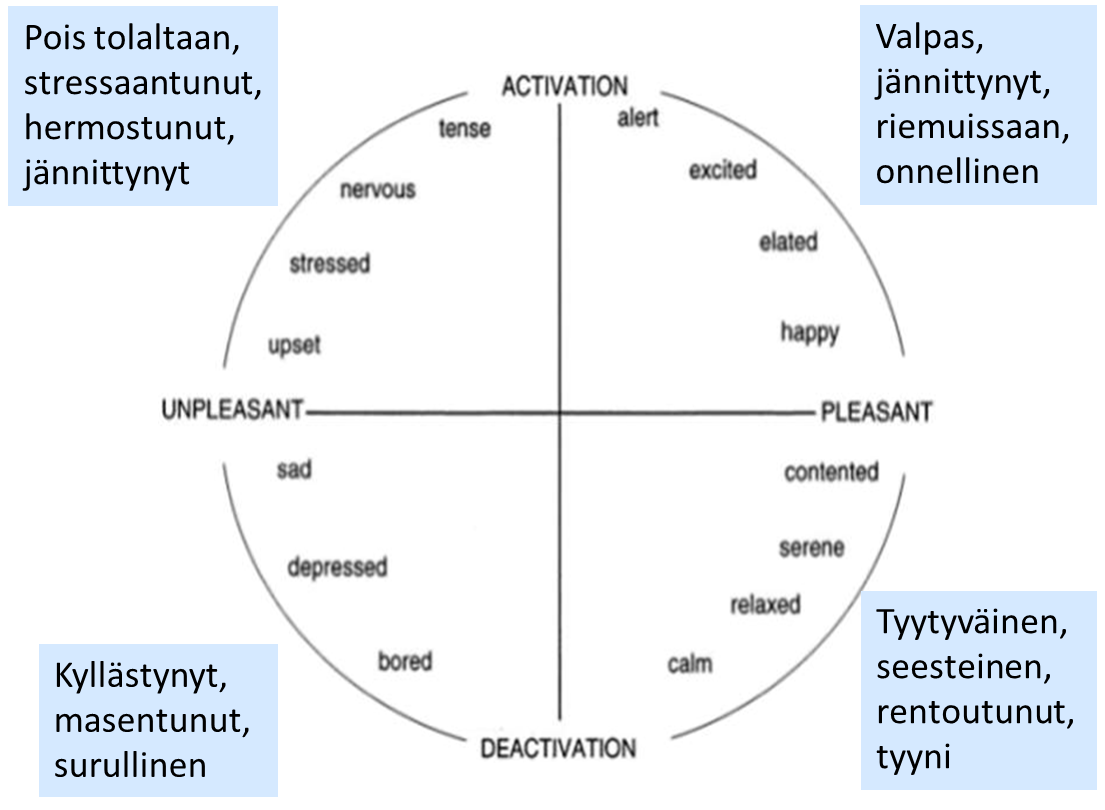 Pois tolaltaan,
stressaantunut,
hermostunut,
jännittynyt
Valpas,
jännittynyt,
riemuissaan,
onnellinen
ACTIVATION
tense
alert
nervous
excited
stressed
elated
upset
happy
UNPLEASANT
PLEASANT
sad
contented
depressed
serene
relaxed
bored
calm
DEACTIVATION
Kyllästynyt,
masentunut,
surullinen
Tyytyväinen,
seesteinen,
rentoutunut,
tyyni